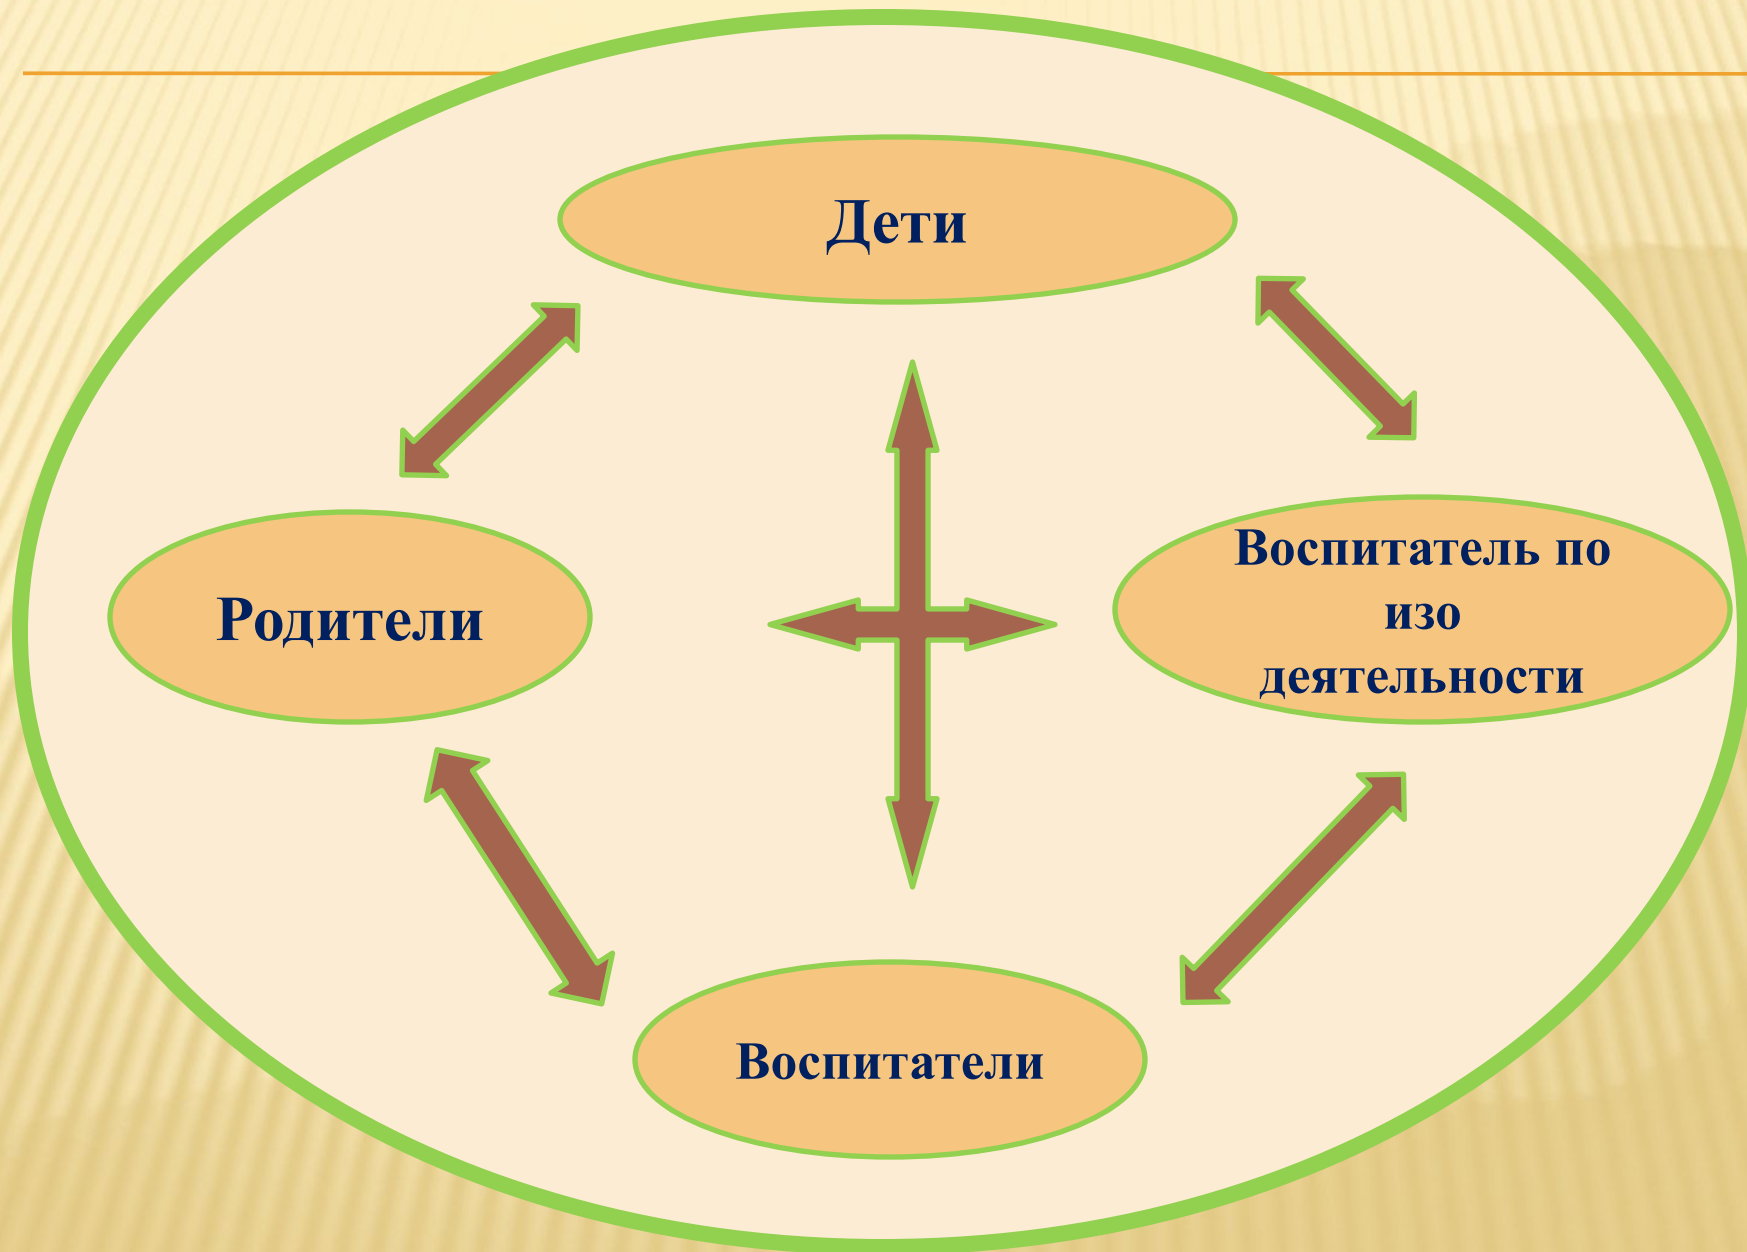 Дети
Родители
Воспитатель по
изо
деятельности
Воспитатели